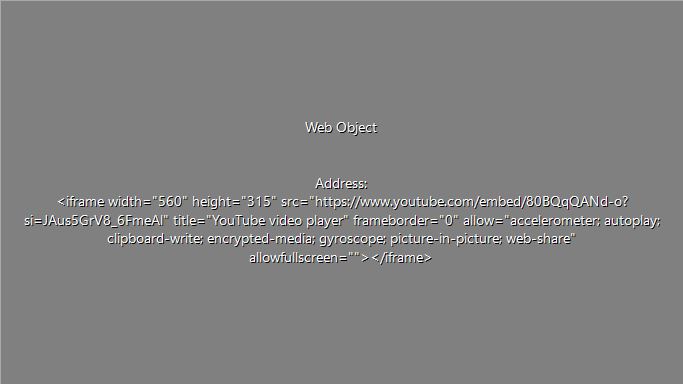 Web Object
Address:
<iframe width="560" height="315" src="https://www.youtube.com/embed/80BQqQANd-o?
si=JAus5GrV8_6FmeAl" title="YouTube video player" frameborder="0" allow="accelerometer; autoplay;
clipboard-write; encrypted-media; gyroscope; picture-in-picture; web-share"
allowfullscreen=""></iframe>